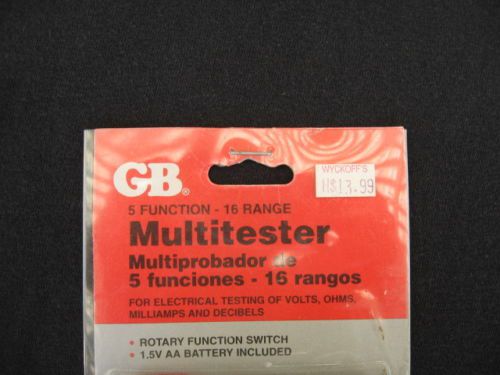 GB®
WYCKOFF'S
H$13.99
5 FUNCTION - 16 RANGE
Multitester
Multiprobador de
5 funciones - 16 rangos
FOR ELECTRICAL TESTING OF VOLTS, OHMS,
MILLIAMPS AND DECIBELS
• ROTARY FUNCTION SWITCH
• 1.5V AA BATTERY INCLUDED